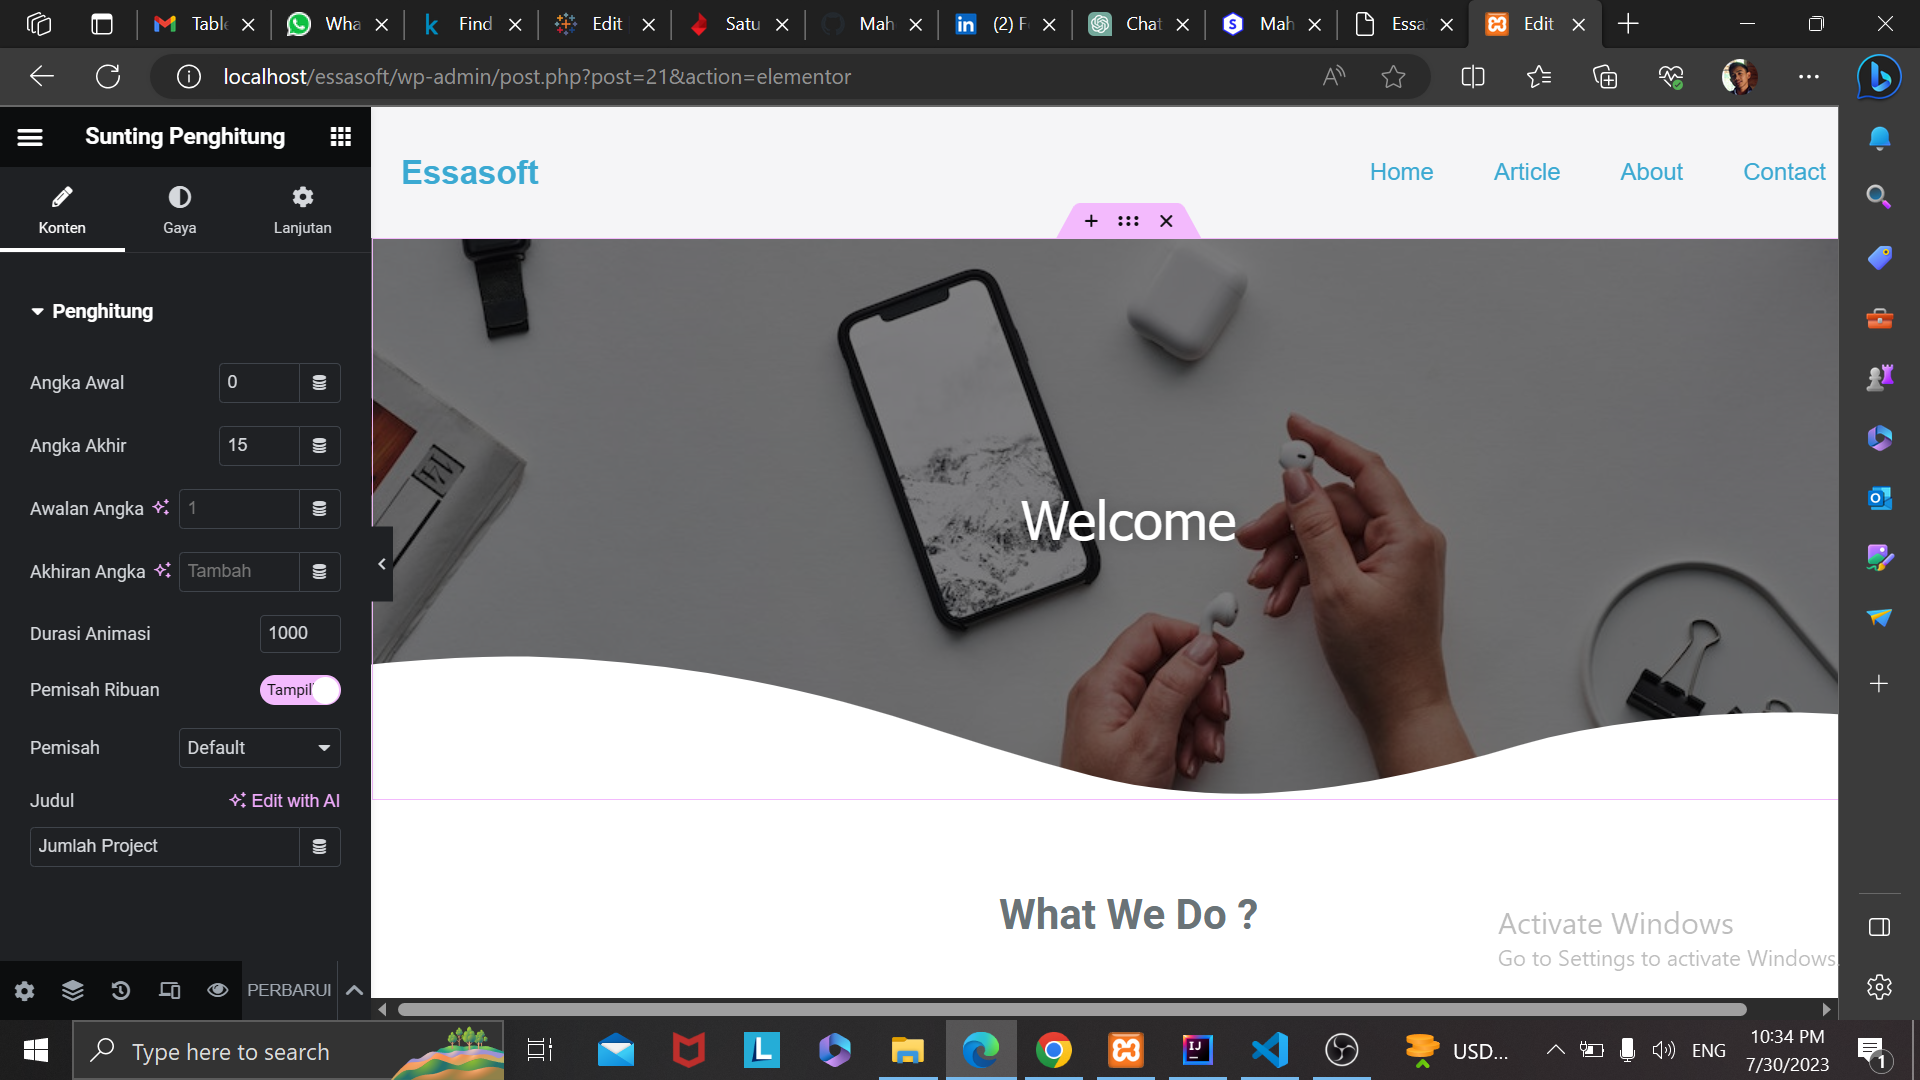 Table
Wha
Find
Edit
Satu
Mah
(2) F
Chat
Mah
Essa
Edit
localhost/essasoft/wp-admin/post.php?post=21&action=elementor
Sunting Penghitung
Konten
Gaya
Lanjutan
Penghitung
Angka Awal
0
Angka Akhir
15
Awalan Angka
1
Akhiran Angka
Tambah
Durasi Animasi
1000
Pemisah Ribuan
Tampil
Pemisah
Default
Judul
Edit with AI
Jumlah Project
PERBARUI
Essasoft
Home
Article
About
Contact
Welcome
What We Do ?
Activate Windows
Go to Settings to activate Windows.
Type here to search
USD...
ENG
10:34 PM
7/30/2023
1